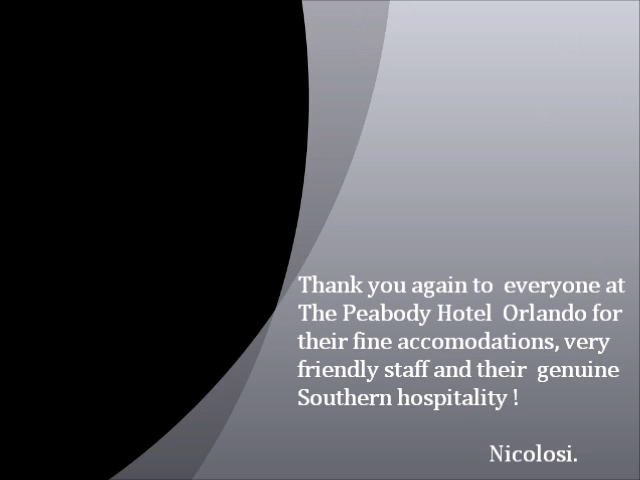 Thank you again to everyone at
The Peabody Hotel Orlando for
their fine accomodations, very
friendly staff and their genuine
Southern hospitality !
Nicolosi.